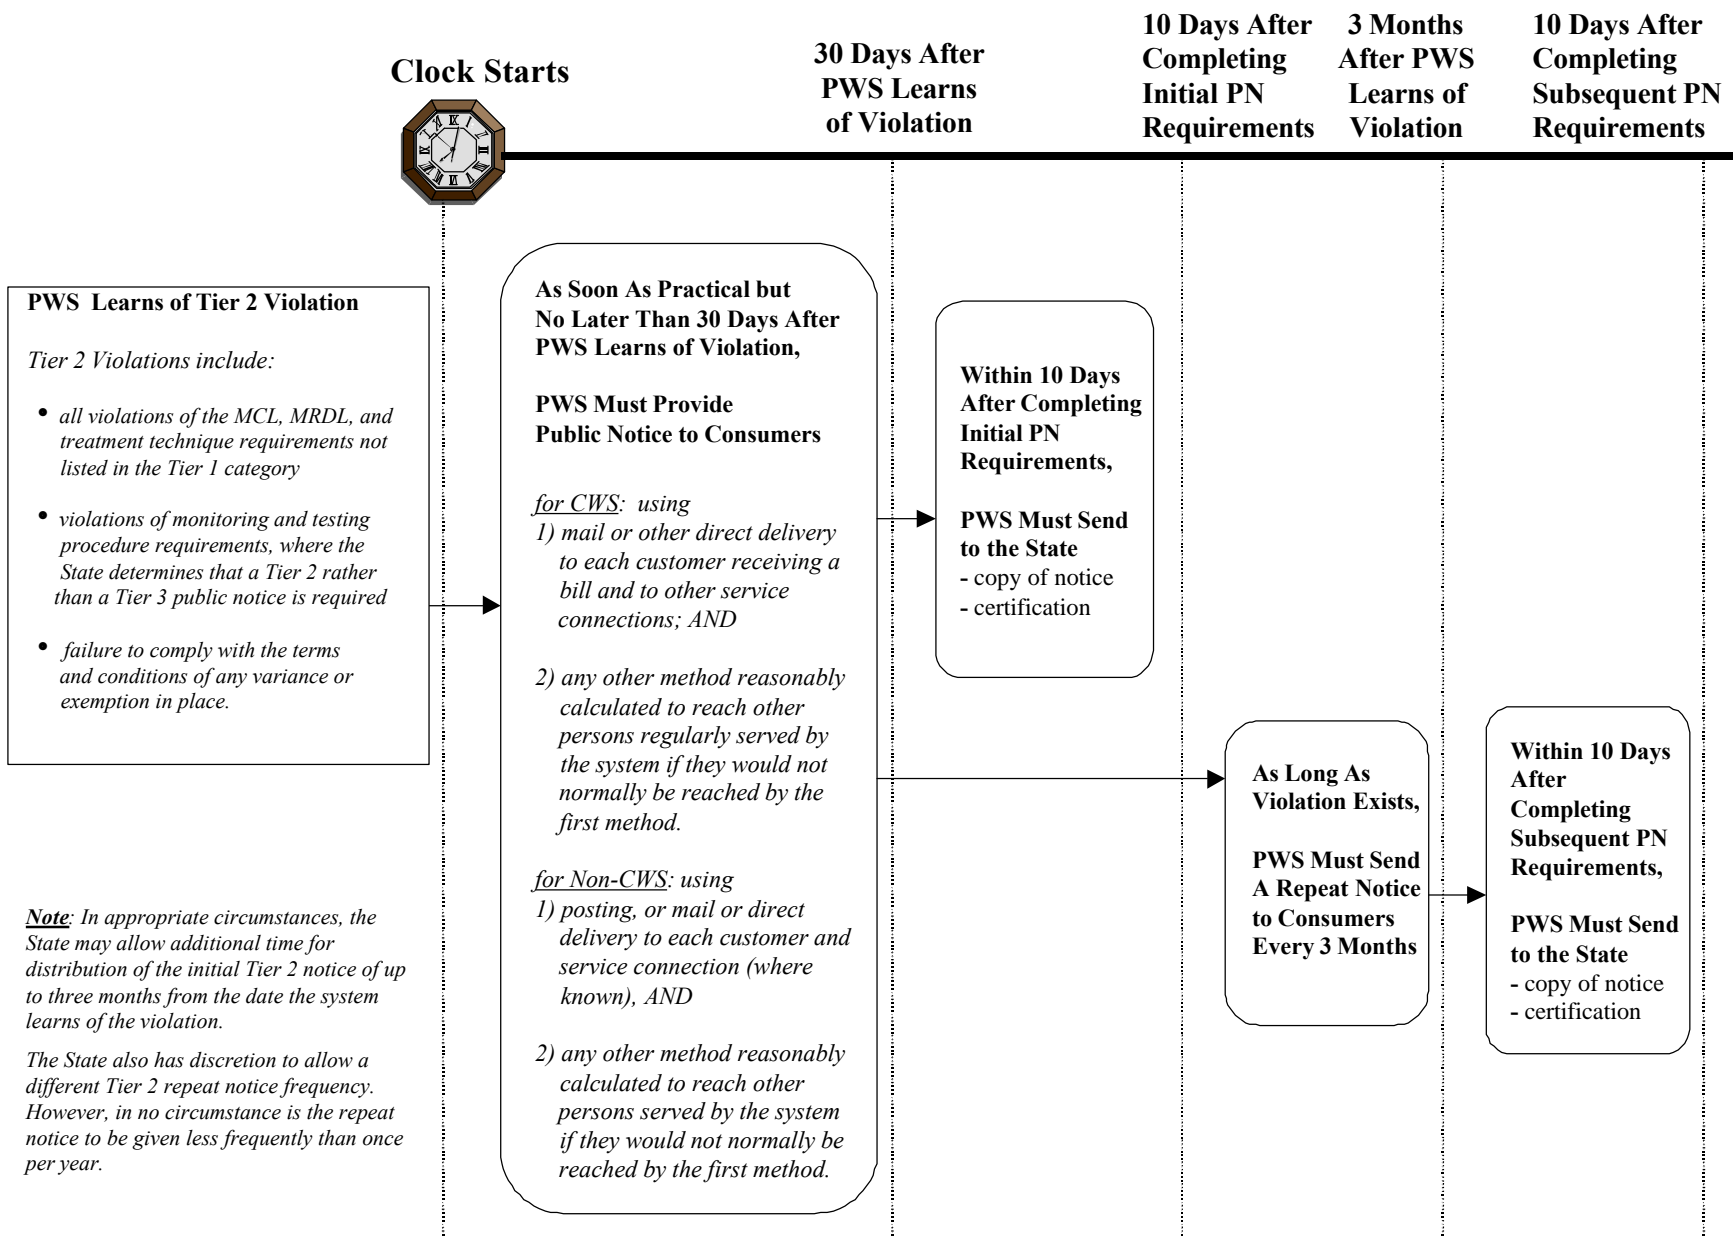 Clock Starts
30 Days After
PWS Learns
of Violation
10 Days After
Completing
Initial PN
Requirements
3 Months
After PWS
Learns of
Violation
10 Days After
Completing
Subsequent PN
Requirements
PWS Learns of Tier 2 Violation
Tier 2 Violations include:
• all violations of the MCL, MRDL, and
treatment technique requirements not
listed in the Tier 1 category
• violations of monitoring and testing
procedure requirements, where the
State determines that a Tier 2 rather
than a Tier 3 public notice is required
• failure to comply with the terms
and conditions of any variance or
exemption in place.
Note: In appropriate circumstances, the
State may allow additional time for
distribution of the initial Tier 2 notice of up
to three months from the date the system
learns of the violation.
The State also has discretion to allow a
different Tier 2 repeat notice frequency.
However, in no circumstance is the repeat
notice to be given less frequently than once
per year.
As Soon As Practical but
No Later Than 30 Days After
PWS Learns of Violation,
PWS Must Provide
Public Notice to Consumers
for CWS: using
1) mail or other direct delivery
to each customer receiving a
bill and to other service
connections; AND
2) any other method reasonably
calculated to reach other
persons regularly served by
the system if they would not
normally be reached by the
first method.
for Non-CWS: using
1) posting, or mail or direct
delivery to each customer and
service connection (where
known), AND
2) any other method reasonably
calculated to reach other
persons served by the system
if they would not normally be
reached by the first method.
Within 10 Days
After Completing
Initial PN
Requirements,
PWS Must Send
to the State
- copy of notice
- certification
As Long As
Violation Exists,
PWS Must Send
A Repeat Notice
to Consumers
Every 3 Months
Within 10 Days
After
Completing
Subsequent PN
Requirements,
PWS Must Send
to the State
- copy of notice
- certification